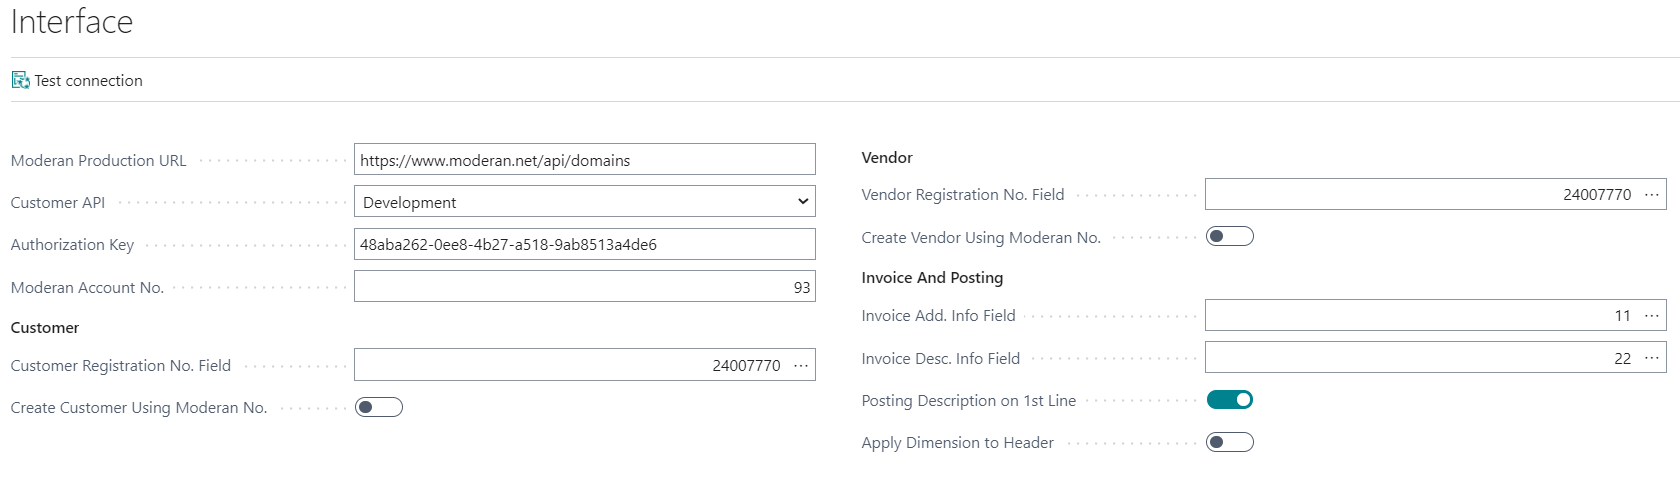 Interface
Test connection
Moderan Production URL https://www.moderan.net/api/domains
Customer API Development
Authorization Key 48aba262-0ee8-4b27-a518-9ab8513a4de6
Moderan Account No. 93
Customer
Customer Registration No. Field 24007770 ...
Create Customer Using Moderan No.
Vendor
Vendor Registration No. Field 24007770 ...
Create Vendor Using Moderan No.
Invoice And Posting
Invoice Add. Info Field 11 ...
Invoice Desc. Info Field 22 ...
Posting Description on 1st Line
Apply Dimension to Header